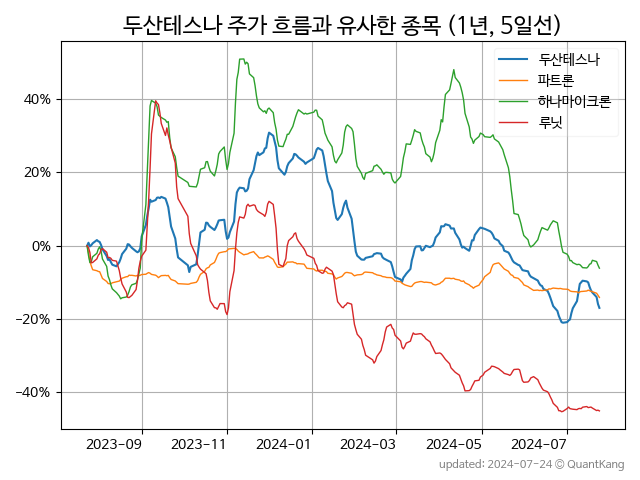 두산테스나 주가 흐름과 유사한 종목 (1년, 5일선)
두산테스나
파트론
하나마이크론
루닛
40%
20%
0%
−20%
−40%
2023-09
2023-11
2024-01
2024-03
2024-05
2024-07
updated: 2024-07-24 © QuantKang